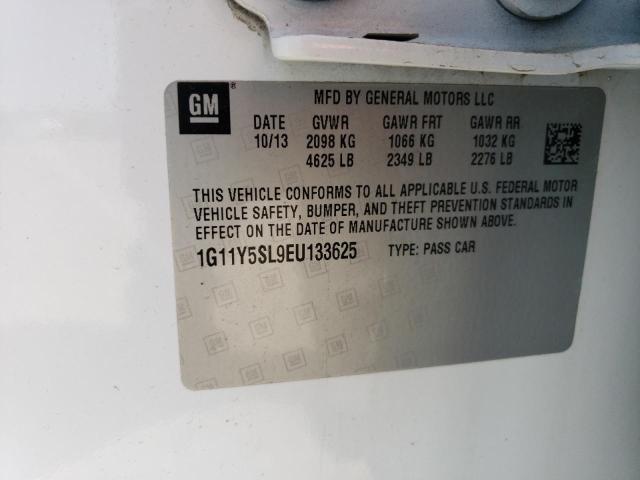 GM®
MFD BY GENERAL MOTORS LLC
DATE GVWR GAWR FRT GAWR RR
10/13 2098 KG 1066 KG 1032 KG
4625 LB 2349 LB 2276 LB
THIS VEHICLE CONFORMS TO ALL APPLICABLE U.S. FEDERAL MOTOR
VEHICLE SAFETY, BUMPER, AND THEFT PREVENTION STANDARDS IN
EFFECT ON THE DATE OF MANUFACTURE SHOWN ABOVE.
1G11Y5SL9EU133625 TYPE: PASS CAR